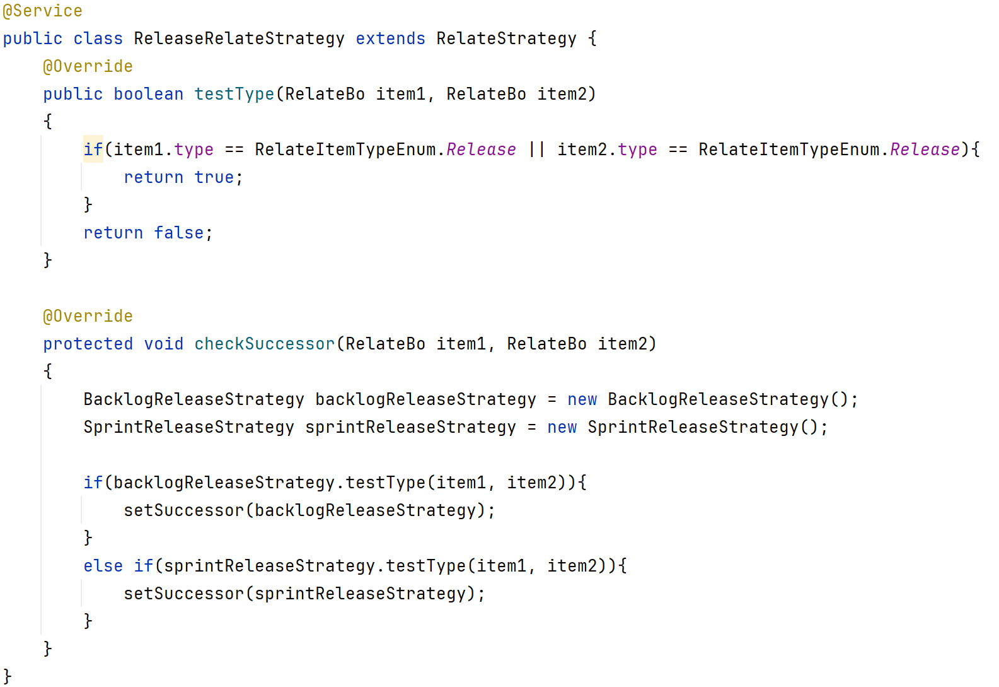 @Service
public class ReleaseRelateStrategy extends RelateStrategy {
    @Override
    public boolean testType(RelateBo item1, RelateBo item2)
    {
        if(item1.type == RelateItemTypeEnum.Release || item2.type == RelateItemTypeEnum.Release){
            return true;
        }
        return false;
    }

    @Override
    protected void checkSuccessor(RelateBo item1, RelateBo item2)
    {
        BacklogReleaseStrategy backlogReleaseStrategy = new BacklogReleaseStrategy();
        SprintReleaseStrategy sprintReleaseStrategy = new SprintReleaseStrategy();

        if(backlogReleaseStrategy.testType(item1, item2)){
            setSuccessor(backlogReleaseStrategy);
        }
        else if(sprintReleaseStrategy.testType(item1, item2)){
            setSuccessor(sprintReleaseStrategy);
        }
    }
}